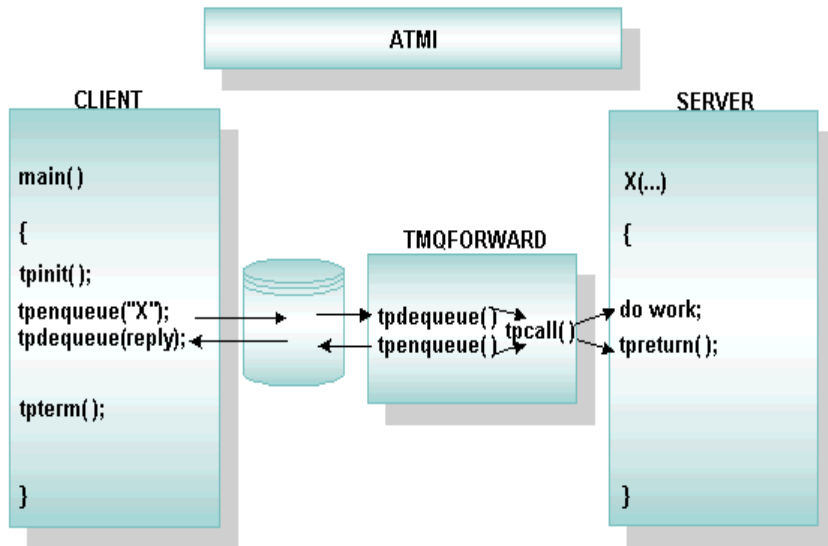 ATMI
CLIENT
main( )
{
tpinit( );
tpenqueue("X");
tpdequeue(reply);
tpterm( );
}
TMQFORWARD
tpdequeue( )
tpenqueue( )
tpcall( )
SERVER
X(...)
{
do work;
tpreturn( );
}